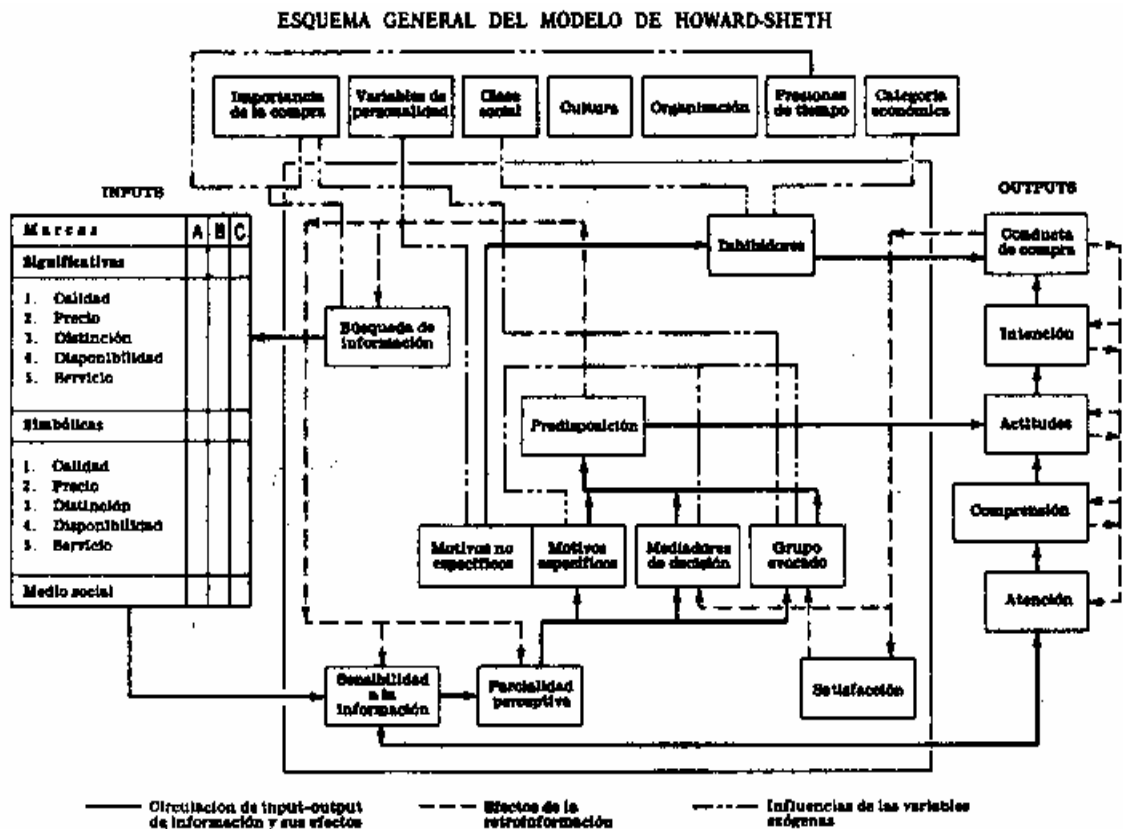 ESQUEMA GENERAL DEL MODELO DE HOWARD-SHETH
Importancia
de la compra
Variables de
personalidad
Clase
social
Cultura
Organización
Presiones
de tiempo
Categoría
económica
INPUTS
OUTPUTS
Marcas A B C
Significativas
1. Calidad
2. Precio
3. Distinción
4. Disponibilidad
5. Servicio
Simbólicas
1. Calidad
2. Precio
3. Distinción
4. Disponibilidad
5. Servicio
Medio social
Inhibidores
Conducta
de compra
Búsqueda de
información
Intención
Predisposición
Actitudes
Comprensión
Motivos no
específicos
Motivos
específicos
Mediadores
de decisión
Grupo
evocado
Atención
Sensibilidad
a la
información
Parcialidad
perceptiva
Satisfacción
Circulación de input-output
de información y sus efectos
Efectos de la
retroinformación
Influencias de las variables
exógenas